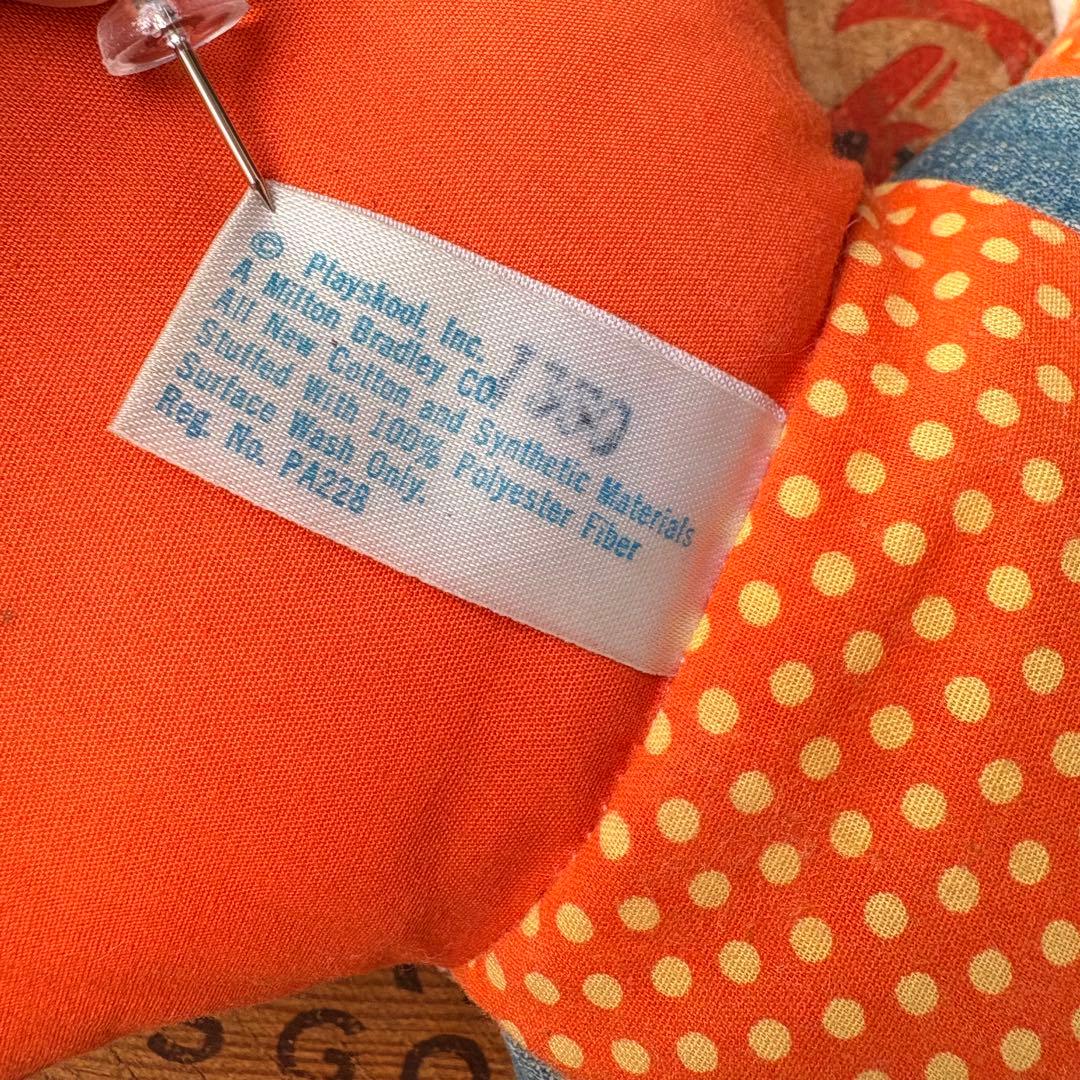 © Playskool, Inc.
A Milton Bradley CO.
All New Cotton and Synthetic Materials
Stuffed With 100% Polyester Fiber
Surface Wash Only.
Reg. No. PA228
SGO